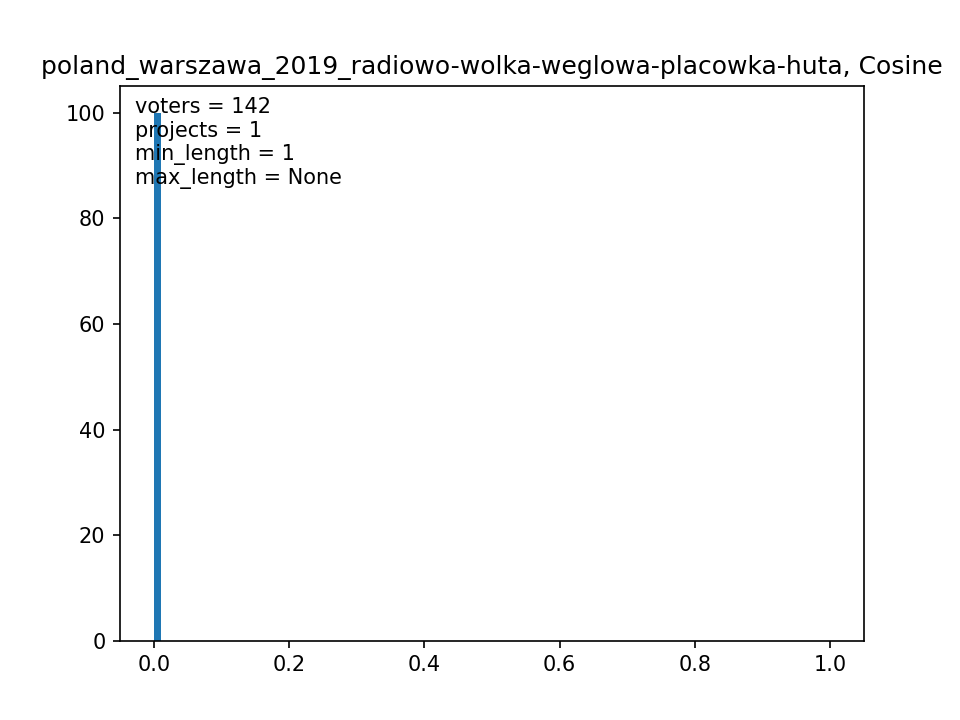 poland_warszawa_2019_radiowo-wolka-weglowa-placowka-huta, Cosine
voters = 142
projects = 1
min_length = 1
max_length = None
100
80
60
40
20
0
0.0 0.2 0.4 0.6 0.8 1.0